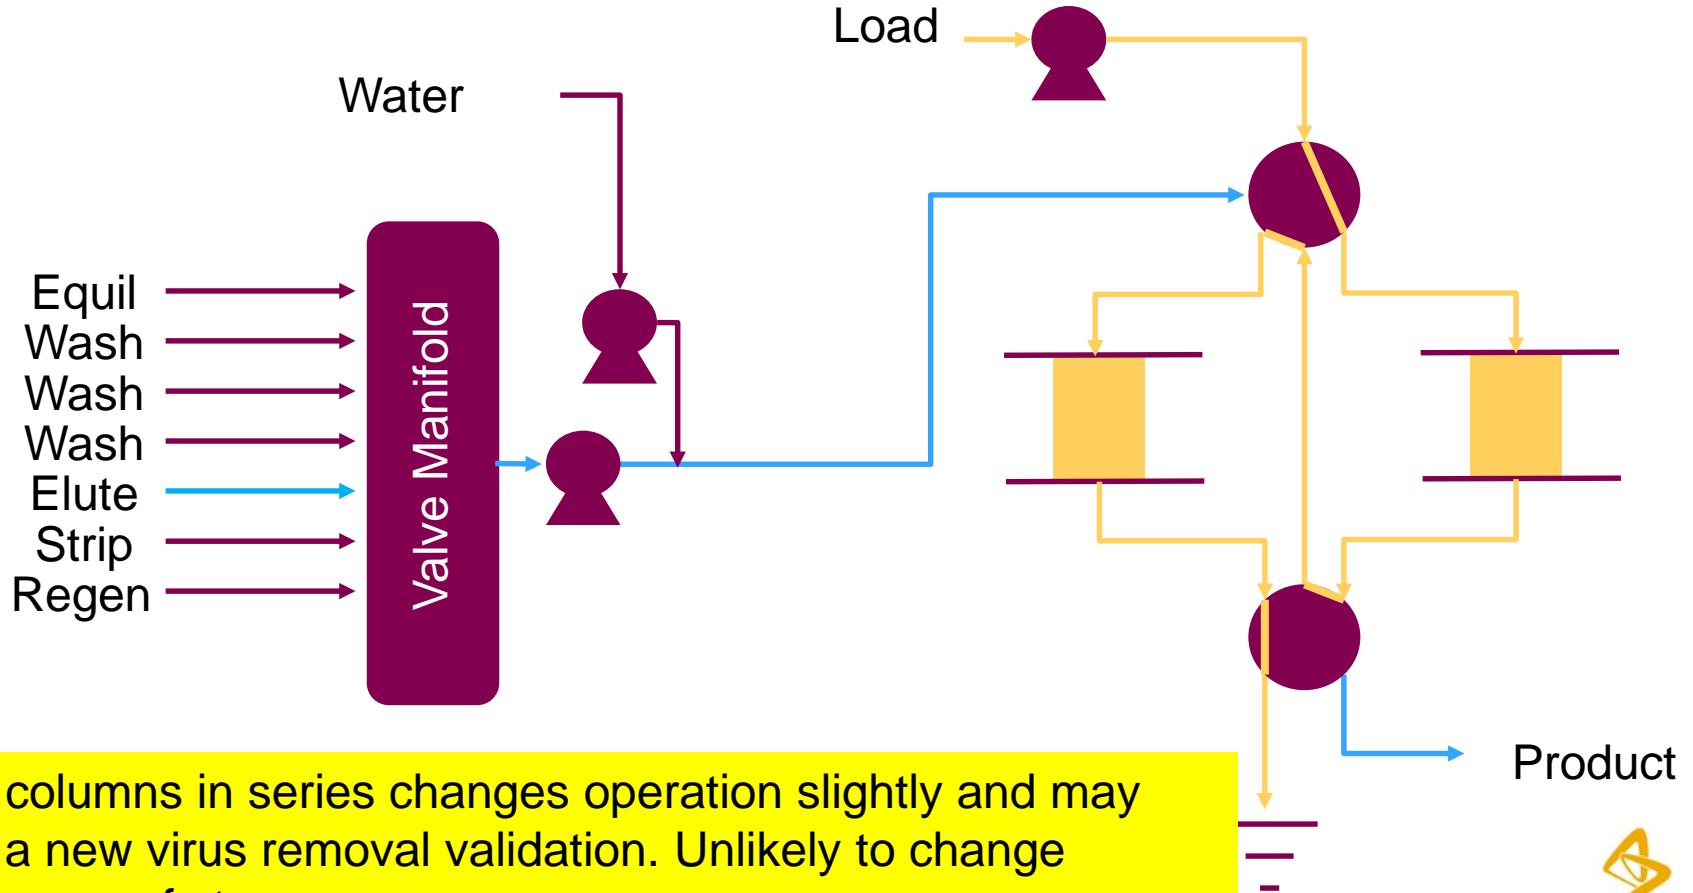 Load
Water
Equil
Wash
Wash
Wash
Elute
Strip
Regen
Valve Manifold
Product
columns in series changes operation slightly and may
a new virus removal validation. Unlikely to change